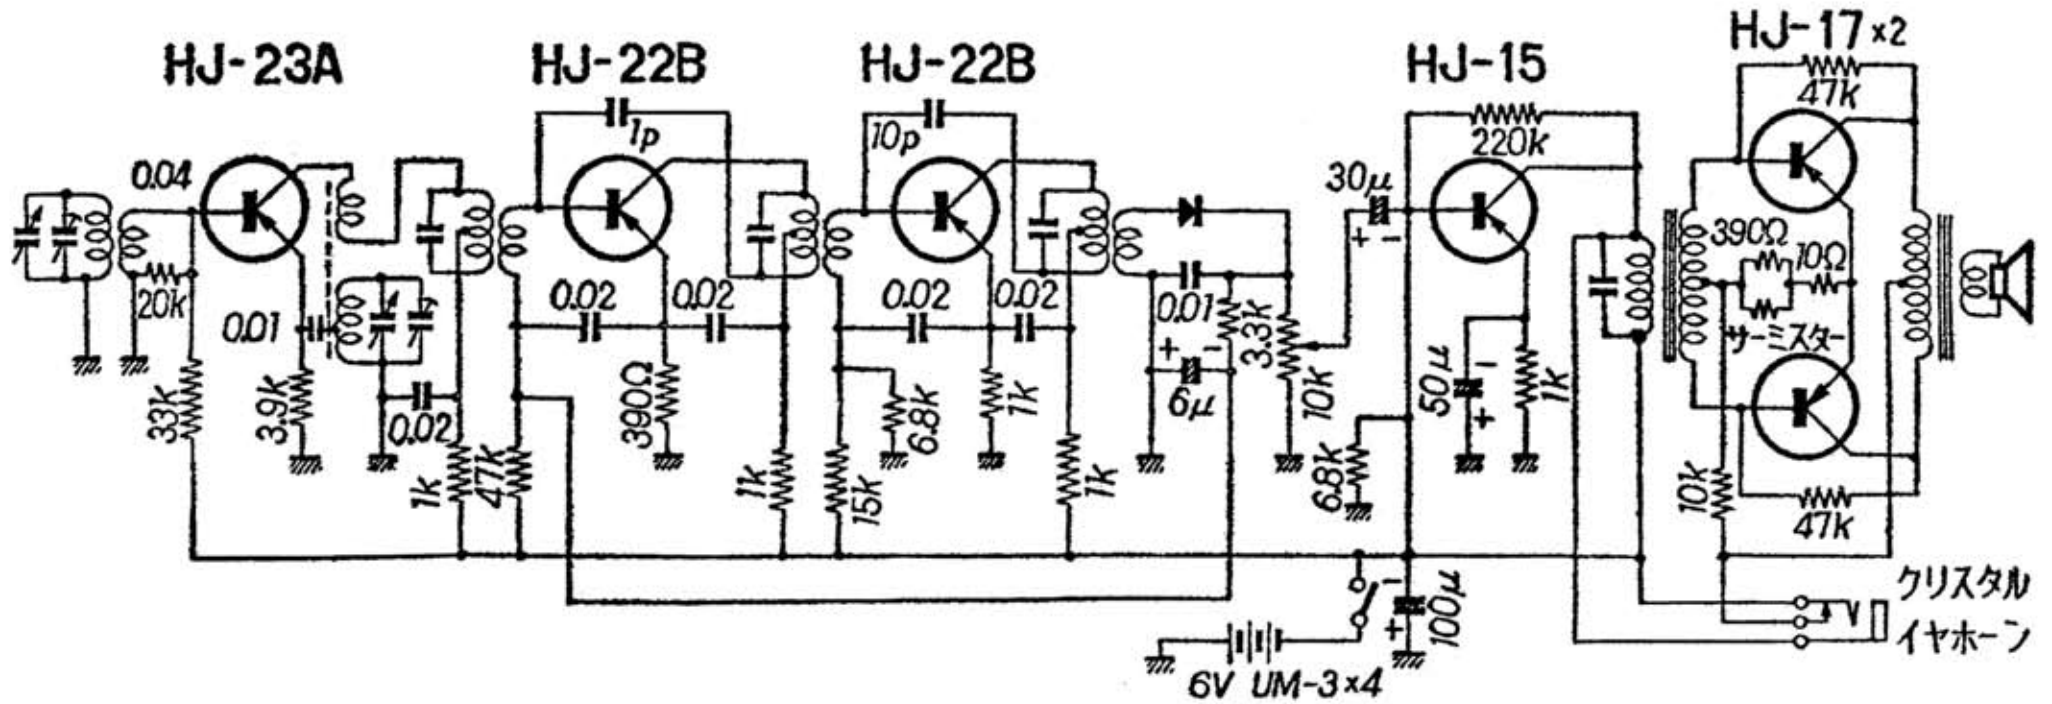 HJ-23A
HJ-22B
HJ-22B
HJ-15
HJ-17×2
47k
1p
10p
220k
0.04
30μ
+ -
390Ω
10Ω
サーミスター
20k
0.01
0.02
0.02
0.02
0.02
0.01
3.3k
+ -
6μ
10k
50μ
-
+
1k
33k
3.9k
0.02
390Ω
6.8k
1k
6.8k
1k
47k
1k
15k
1k
10k
47k
-
+
100μ
6V UM-3×4
クリスタル
イヤホーン